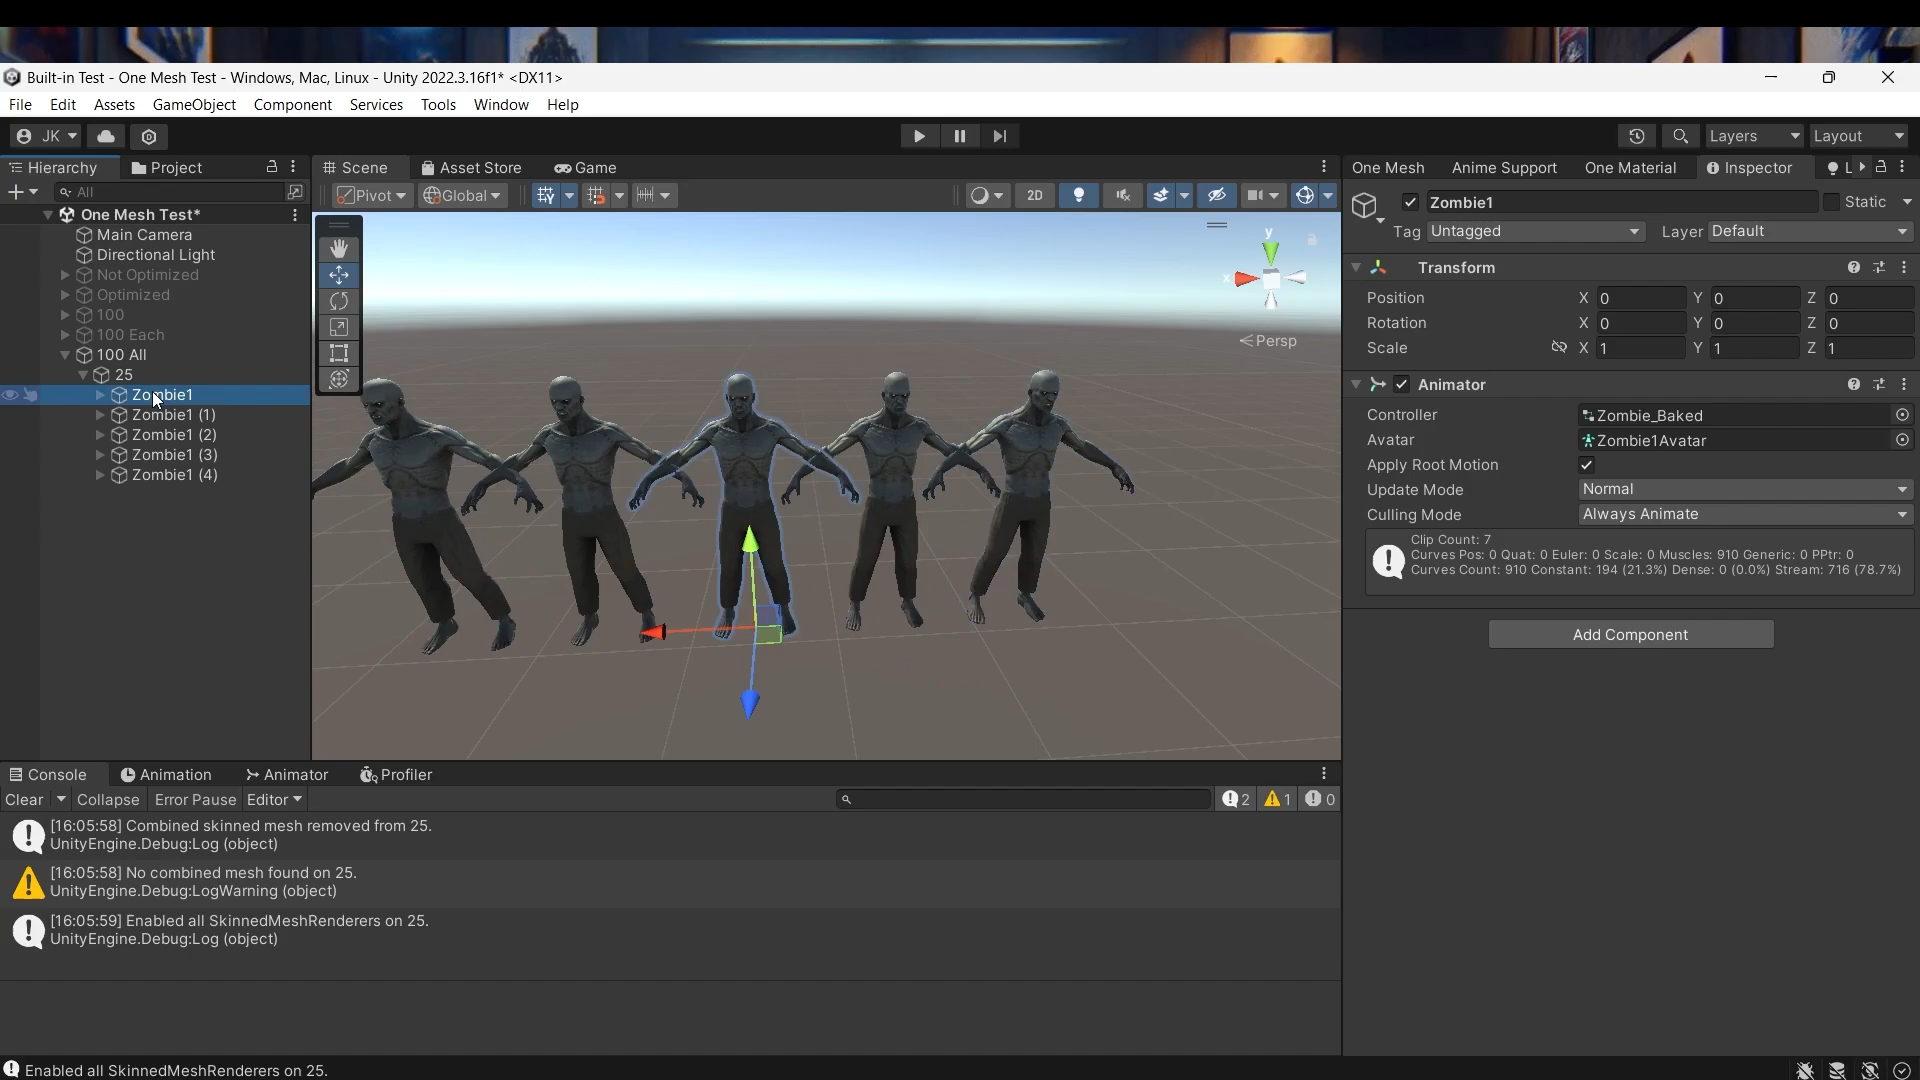 Built-in Test - One Mesh Test - Windows, Mac, Linux - Unity 2022.3.16f1* <DX11>
File Edit Assets GameObject Component Services Tools Window Help
JK Layers Layout
Hierarchy Project Scene Asset Store Game One Mesh Anime Support One Material Inspector L
All Pivot Global 2D
One Mesh Test*
Main Camera
Directional Light
Not Optimized
Optimized
100
100 Each
100 All
25
Zombie1
Zombie1 (1)
Zombie1 (2)
Zombie1 (3)
Zombie1 (4)
y
x
Persp
Zombie1 Static
Tag Untagged Layer Default
Transform
Position X 0 Y 0 Z 0
Rotation X 0 Y 0 Z 0
Scale X 1 Y 1 Z 1
Animator
Controller Zombie_Baked
Avatar Zombie1Avatar
Apply Root Motion
Update Mode Normal
Culling Mode Always Animate
Clip Count: 7
Curves Pos: 0 Quat: 0 Euler: 0 Scale: 0 Muscles: 910 Generic: 0 PPtr: 0
Curves Count: 910 Constant: 194 (21.3%) Dense: 0 (0.0%) Stream: 716 (78.7%)
Add Component
Console Animation Animator Profiler
Clear Collapse Error Pause Editor 2 1 0
[16:05:58] Combined skinned mesh removed from 25.
UnityEngine.Debug:Log (object)
[16:05:58] No combined mesh found on 25.
UnityEngine.Debug:LogWarning (object)
[16:05:59] Enabled all SkinnedMeshRenderers on 25.
UnityEngine.Debug:Log (object)
Enabled all SkinnedMeshRenderers on 25.